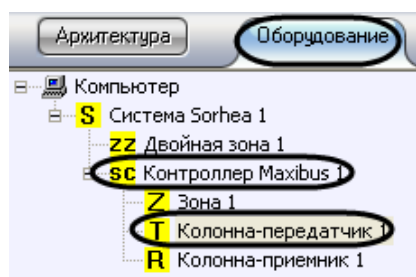 Архитектура Оборудование
Компьютер
S Система Sorhea 1
ZZ Двойная зона 1
SC Контроллер Maxibus 1
Z Зона 1
T Колонна-передатчик 1
R Колонна-приемник 1